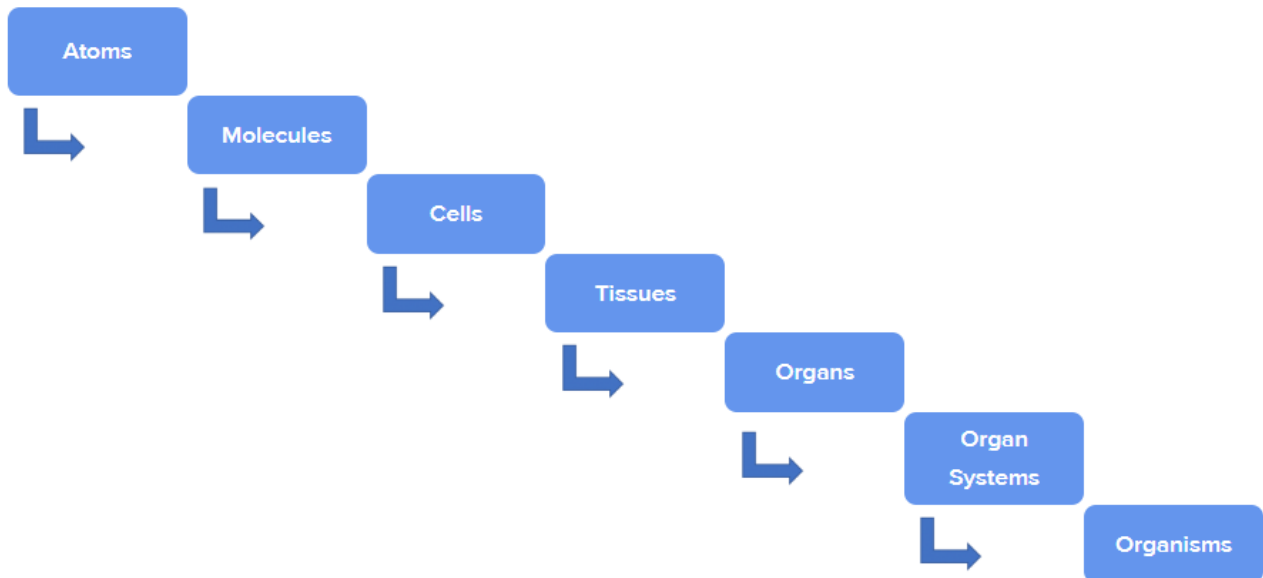 Atoms
Molecules
Cells
Tissues
Organs
Organ
Systems
Organisms